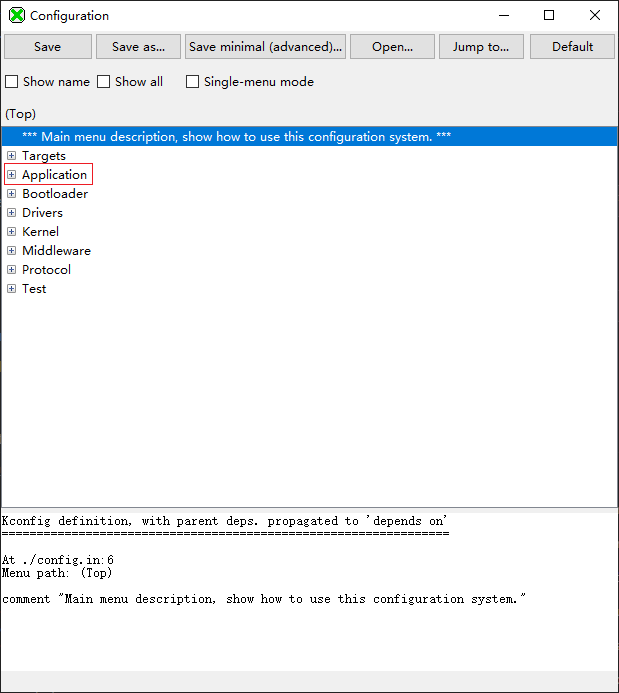 Configuration
Save Save as... Save minimal (advanced)... Open... Jump to... Default
Show name Show all Single-menu mode
(Top)
*** Main menu description, show how to use this configuration system. ***
Targets
Application
Bootloader
Drivers
Kernel
Middleware
Protocol
Test
Kconfig definition, with parent deps. propagated to 'depends on'
================================================================
At ./config.in:6
Menu path: (Top)
comment "Main menu description, show how to use this configuration system."